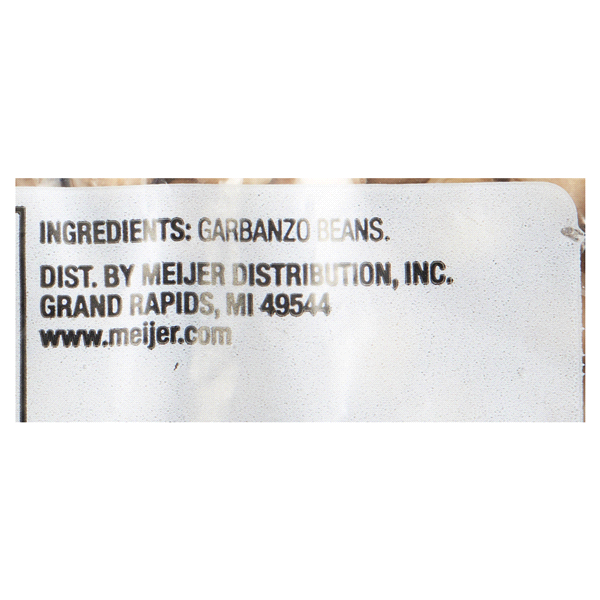 INGREDIENTS: GARBANZO BEANS.
DIST. BY MEIJER DISTRIBUTION, INC.
GRAND RAPIDS, MI 49544
www.meijer.com